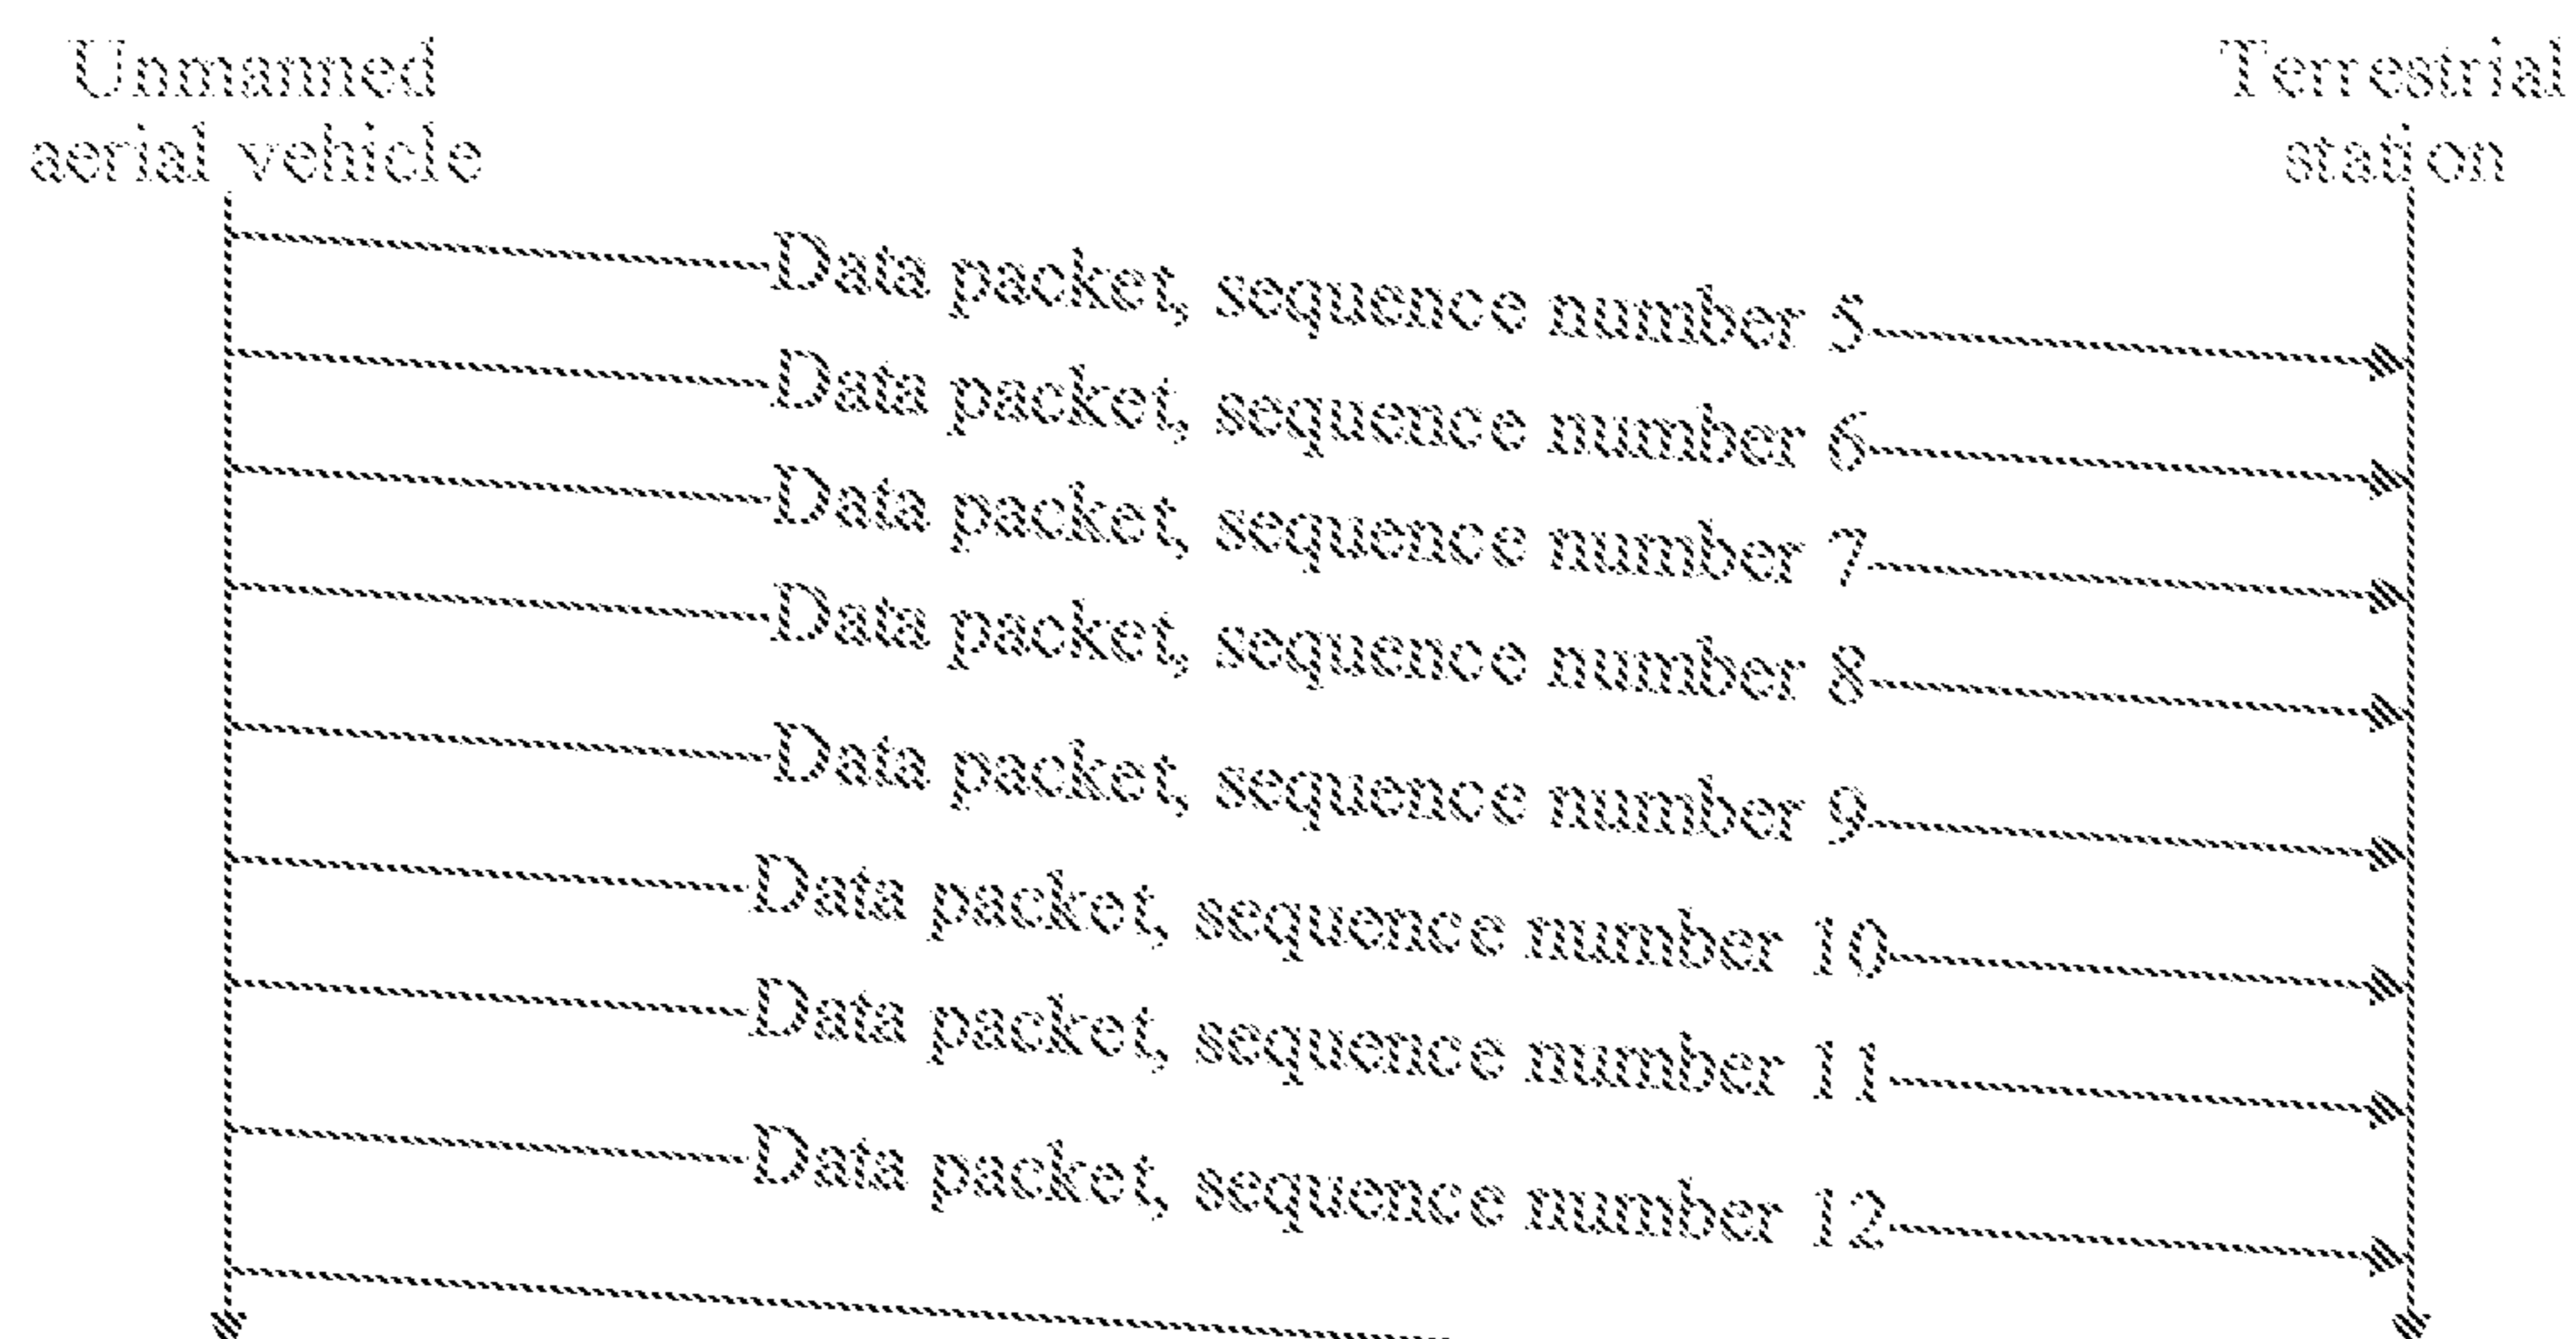 Unmanned
aerial vehicle
Terrestrial
station
Data packet, sequence number 5
Data packet, sequence number 6
Data packet, sequence number 7
Data packet, sequence number 8
Data packet, sequence number 9
Data packet, sequence number 10
Data packet, sequence number 11
Data packet, sequence number 12